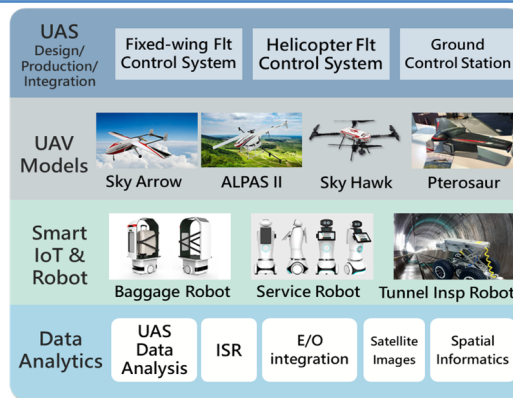 UAS
Design/
Production/
Integration
Fixed-wing Flt
Control System
Helicopter Flt
Control System
Ground
Control Station
UAV
Models
Sky Arrow
ALPAS II
Sky Hawk
Pterosaur
Smart
IoT &
Robot
Baggage Robot
Service Robot
Tunnel Insp Robot
Data
Analytics
UAS
Data
Analysis
ISR
E/O
integration
Satellite
Images
Spatial
Informatics